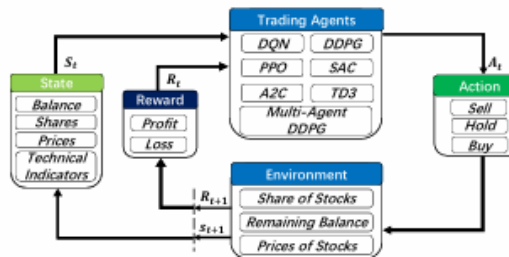 Trading Agents
DQN
DDPG
PPO
SAC
A2C
TD3
Multi-Agent
DDPG
S_t
R_t
A_t
State
Balance
Shares
Prices
Technical
Indicators
Reward
Profit
Loss
Action
Sell
Hold
Buy
Environment
Share of Stocks
Remaining Balance
Prices of Stocks
R_{t+1}
s_{t+1}